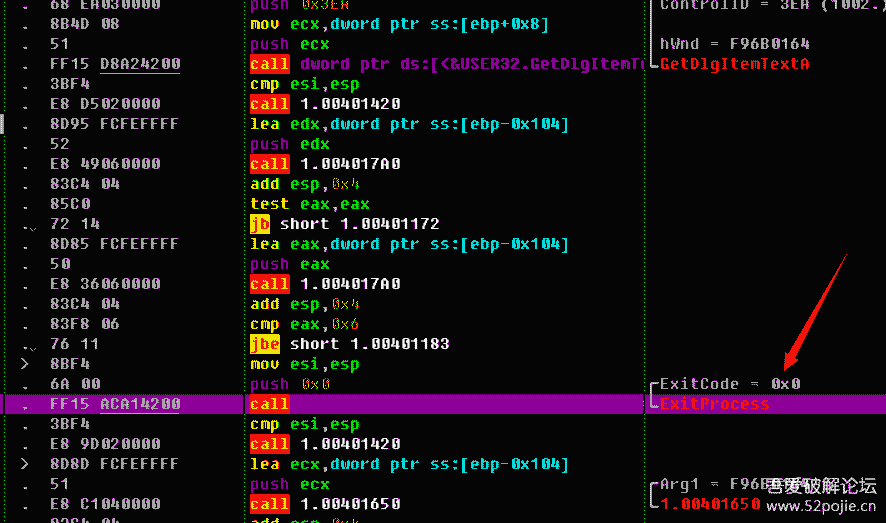 . 68 EA030000 push 0x3EA ControlID = 3EA (1002.)
. 8B4D 08 mov ecx,dword ptr ss:[ebp+0x8]
. 51 push ecx hWnd = F96B0164
. FF15 D8A24200 call dword ptr ds:[<&USER32.GetDlgItemT GetDlgItemTextA
. 3BF4 cmp esi,esp
. E8 D5020000 call 1.00401420
. 8D95 FCFEFFFF lea edx,dword ptr ss:[ebp-0x104]
. 52 push edx
. E8 49060000 call 1.004017A0
. 83C4 04 add esp,0x4
. 85C0 test eax,eax
. 72 14 jb short 1.00401172
. 8D85 FCFEFFFF lea eax,dword ptr ss:[ebp-0x104]
. 50 push eax
. E8 36060000 call 1.004017A0
. 83C4 04 add esp,0x4
. 83F8 06 cmp eax,0x6
. 76 11 jbe short 1.00401183
> 8BF4 mov esi,esp
. 6A 00 push 0x0 ExitCode = 0x0
. FF15 ACA14200 call ExitProcess
. 3BF4 cmp esi,esp
. E8 9D020000 call 1.00401420
> 8D8D FCFEFFFF lea ecx,dword ptr ss:[ebp-0x104]
. 51 push ecx Arg1 = F96B
. E8 C1040000 call 1.00401650 1.00401650
. 83C4 04 add esp
吾爱破解论坛
www.52pojie.cn